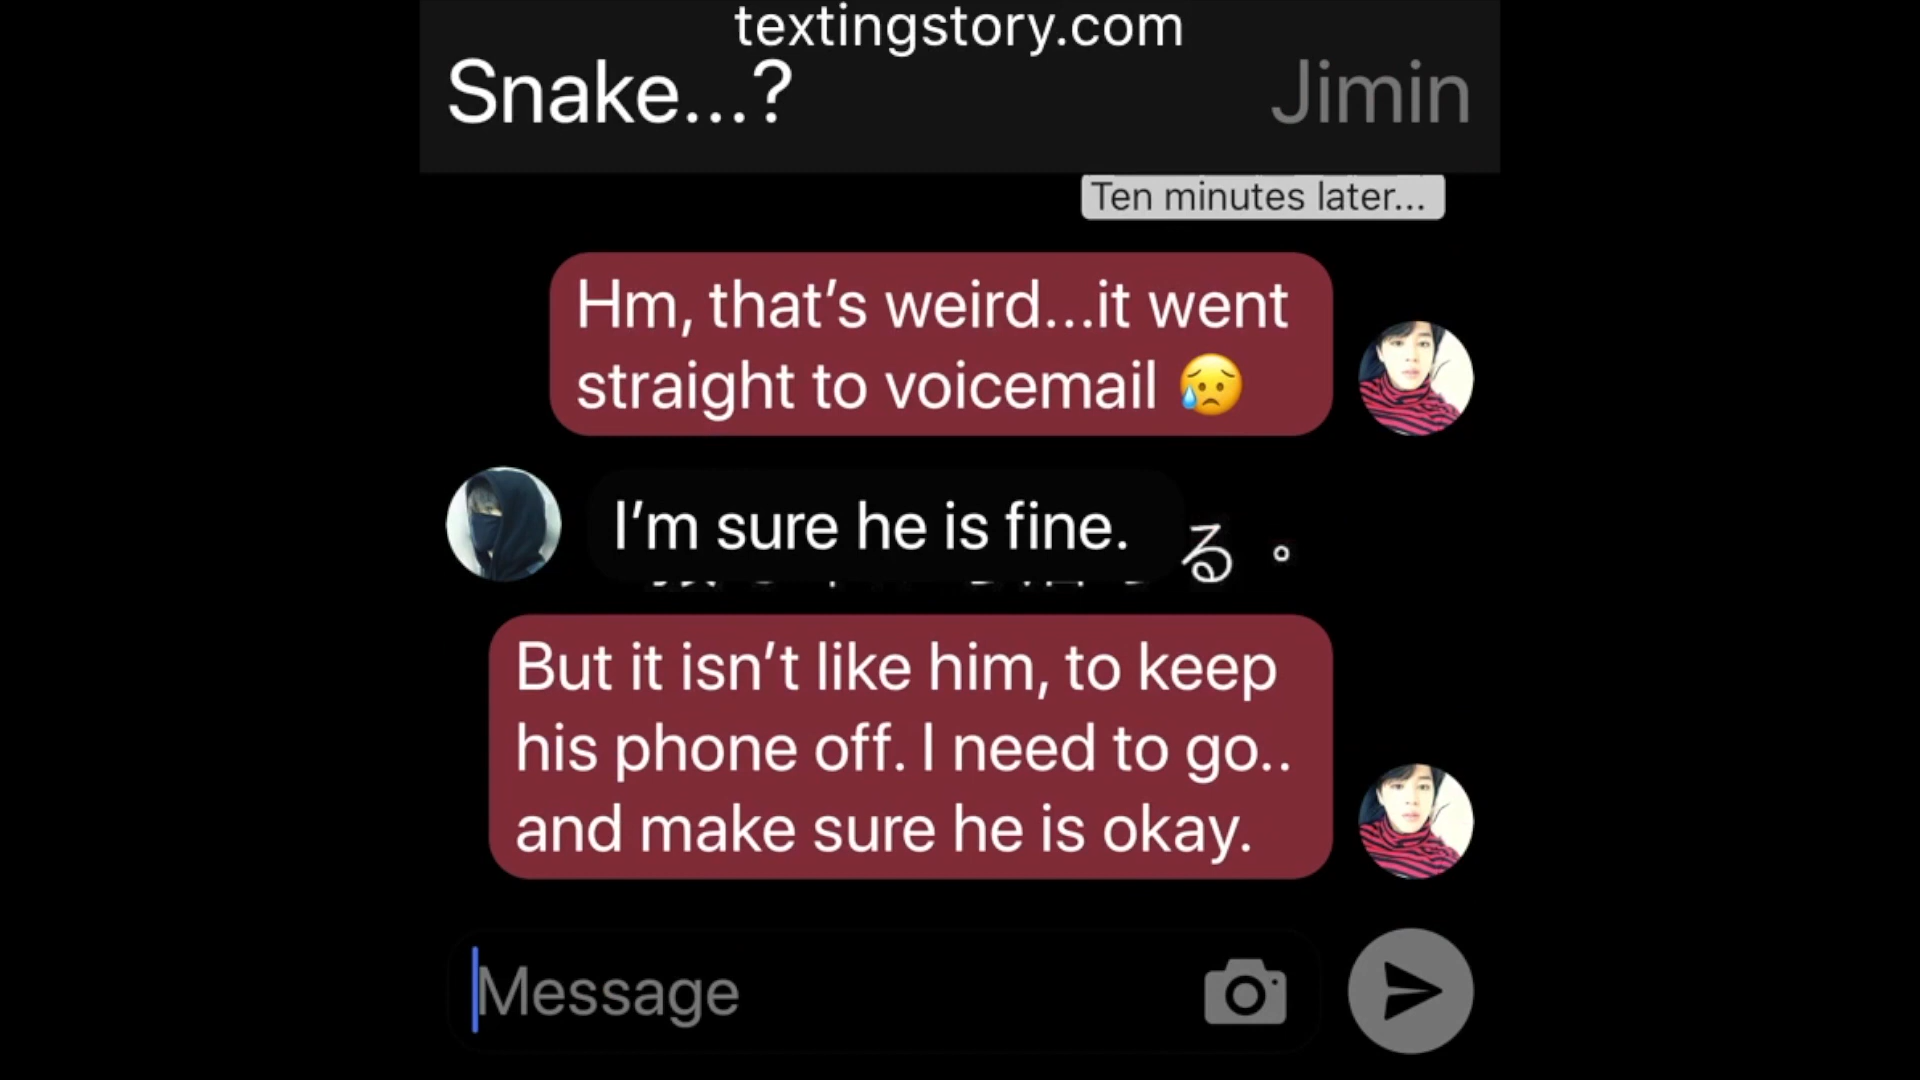 textingstory.com
Snake...?
Jimin
Ten minutes later...
Hm, that’s weird...it went
straight to voicemail 😥
I’m sure he is fine.
る。
But it isn’t like him, to keep
his phone off. I need to go..
and make sure he is okay.
Message